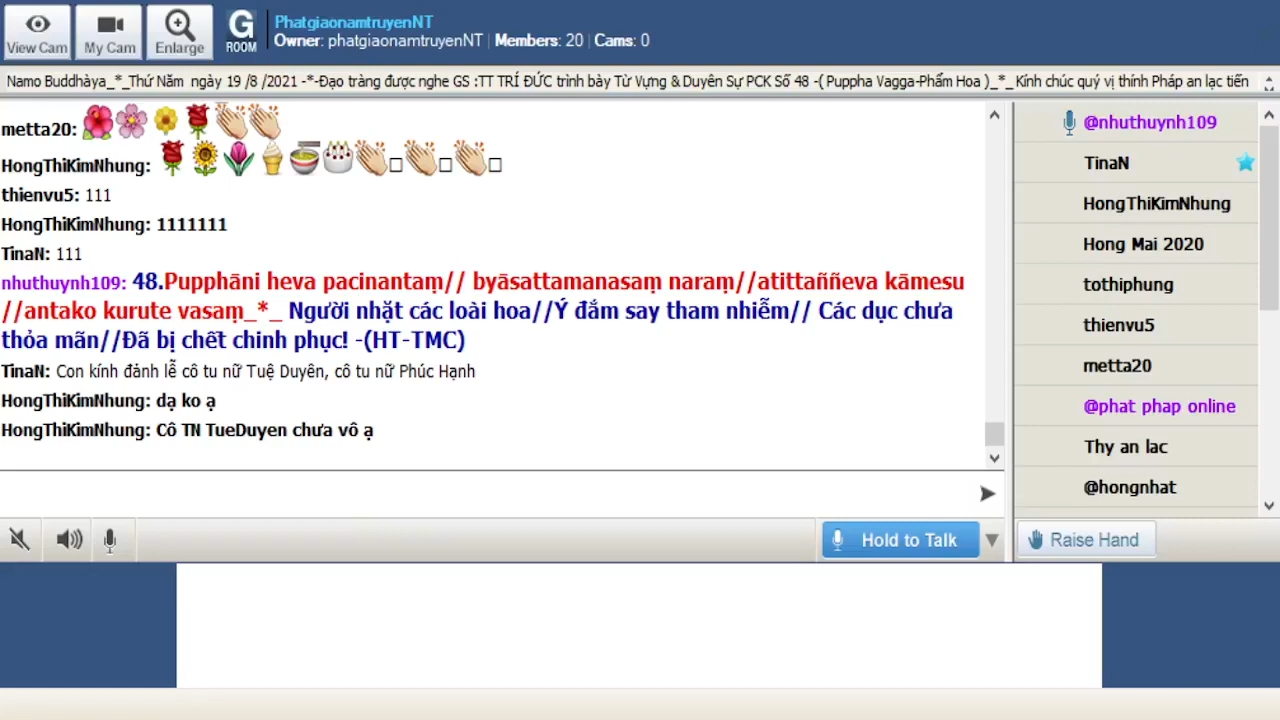 View Cam
My Cam
Enlarge
G
ROOM
PhatgiaonamtruyenNT
Owner: phatgiaonamtruyenNT | Members: 20 | Cams: 0
Namo Buddhàya_*_Thứ Năm ngày 19 /8 /2021 -*-Đạo tràng được nghe GS :TT TRÍ ĐỨC trình bày Từ Vựng & Duyên Sự PCK Số 48 -( Puppha Vagga-Phẩm Hoa )_*_Kính chúc quý vị thính Pháp an lạc tiến
metta20:
HongThiKimNhung:
thienvu5: 111
HongThiKimNhung: 1111111
TinaN: 111
nhuthuynh109: 48.Pupphāni heva pacinantaṃ// byāsattamanasaṃ naraṃ//atittaññeva kāmesu
//antako kurute vasaṃ_*_ Người nhặt các loài hoa//Ý đắm say tham nhiễm// Các dục chưa
thỏa mãn//Đã bị chết chinh phục! -(HT-TMC)
TinaN: Con kính đảnh lễ cô tu nữ Tuệ Duyên, cô tu nữ Phúc Hạnh
HongThiKimNhung: dạ ko ạ
HongThiKimNhung: Cô TN TueDuyen chưa vô ạ
@nhuthuynh109
TinaN
HongThiKimNhung
Hong Mai 2020
tothiphung
thienvu5
metta20
@phat phap online
Thy an lac
@hongnhat
Hold to Talk
Raise Hand